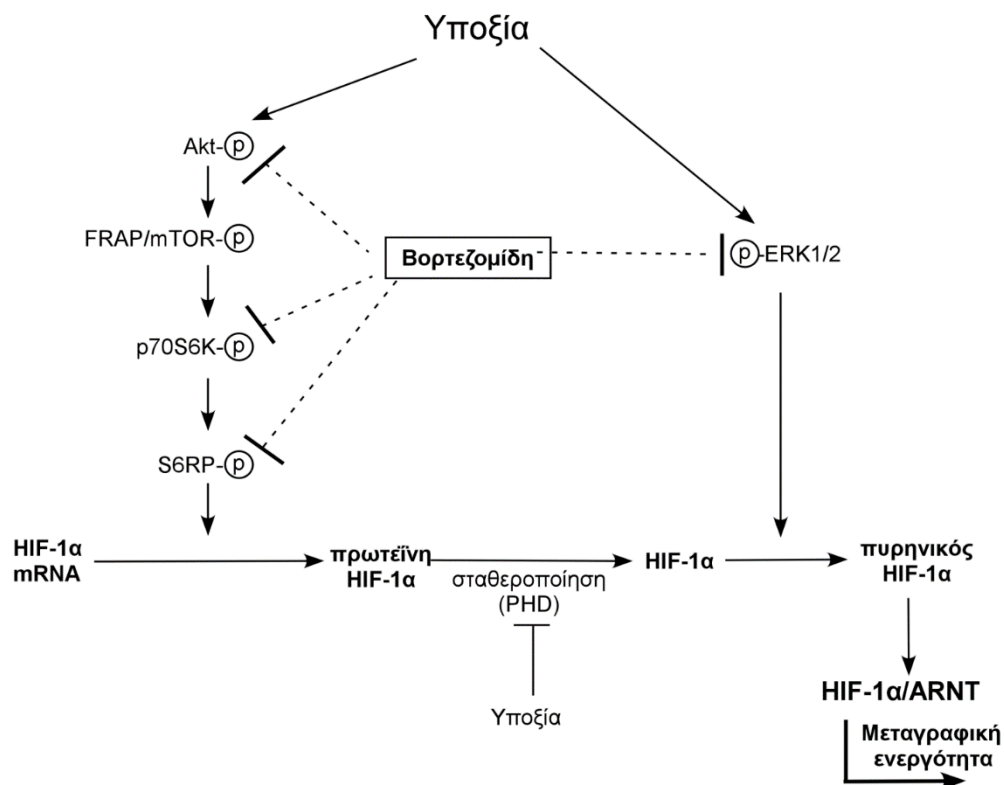 Υποξία
Akt-p
FRAP/mTOR-p
Βορτεζομίδη
p-ERK1/2
p70S6K-p
S6RP-p
HIF-1α
mRNA
πρωτεΐνη
HIF-1α
σταθεροποίηση
(PHD)
HIF-1α
πυρηνικός
HIF-1α
Υποξία
HIF-1α/ARNT
Μεταγραφική
ενεργότητα